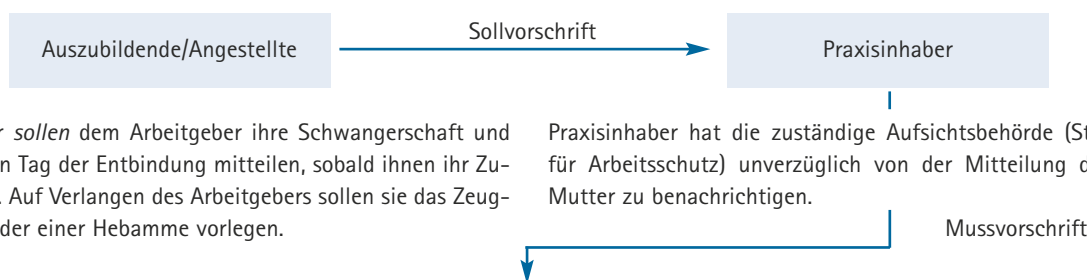 Auszubildende/Angestellte
Sollvorschrift
Praxisinhaber
sollen dem Arbeitgeber ihre Schwangerschaft und
n Tag der Entbindung mitteilen, sobald ihnen ihr Zu-
. Auf Verlangen des Arbeitgebers sollen sie das Zeug-
der einer Hebamme vorlegen.
Praxisinhaber hat die zuständige Aufsichtsbehörde (St
für Arbeitsschutz) unverzüglich von der Mitteilung d
Mutter zu benachrichtigen.
Mussvorschrift